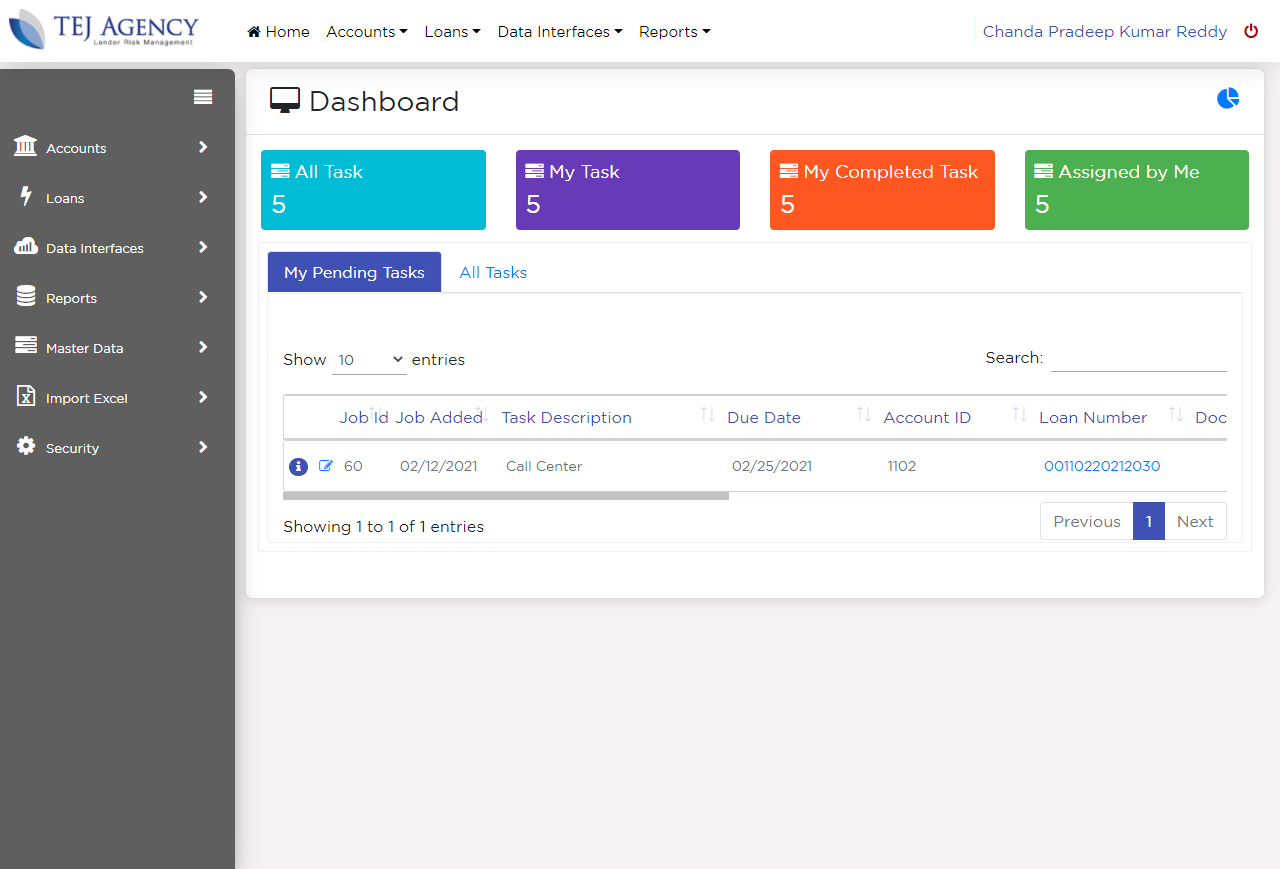 TEJ AGENCY
Lender Risk Management
Home Accounts Loans Data Interfaces Reports
Chanda Pradeep Kumar Reddy
Accounts
Loans
Data Interfaces
Reports
Master Data
Import Excel
Security
Dashboard
All Task
5
My Task
5
My Completed Task
5
Assigned by Me
5
My Pending Tasks All Tasks
Show 10 entries
Search:
Job Id Job Added Task Description Due Date Account ID Loan Number Doc
60 02/12/2021 Call Center 02/25/2021 1102 00110220212030
Showing 1 to 1 of 1 entries
Previous 1 Next